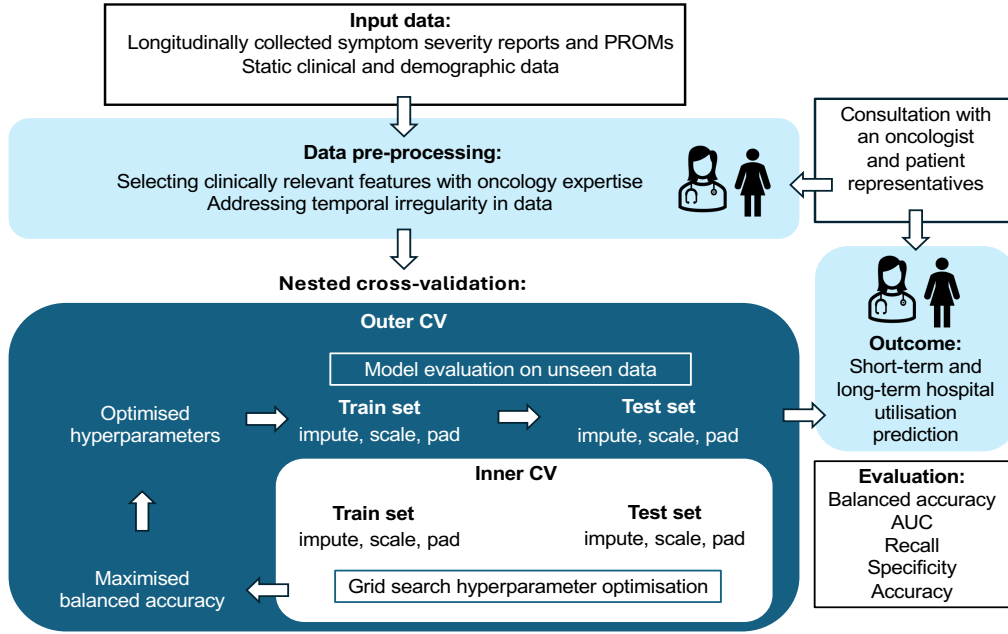 Input data:
Longitudinally collected symptom severity reports and PROMs
Static clinical and demographic data
Data pre-processing:
Selecting clinically relevant features with oncology expertise
Addressing temporal irregularity in data
Consultation with
an oncologist
and patient
representatives
Nested cross-validation:
Outer CV
Model evaluation on unseen data
Optimised
hyperparameters
Train set
impute, scale, pad
Test set
impute, scale, pad
Inner CV
Train set
impute, scale, pad
Test set
impute, scale, pad
Grid search hyperparameter optimisation
Maximised
balanced accuracy
Outcome:
Short-term and
long-term hospital
utilisation
prediction
Evaluation:
Balanced accuracy
AUC
Recall
Specificity
Accuracy